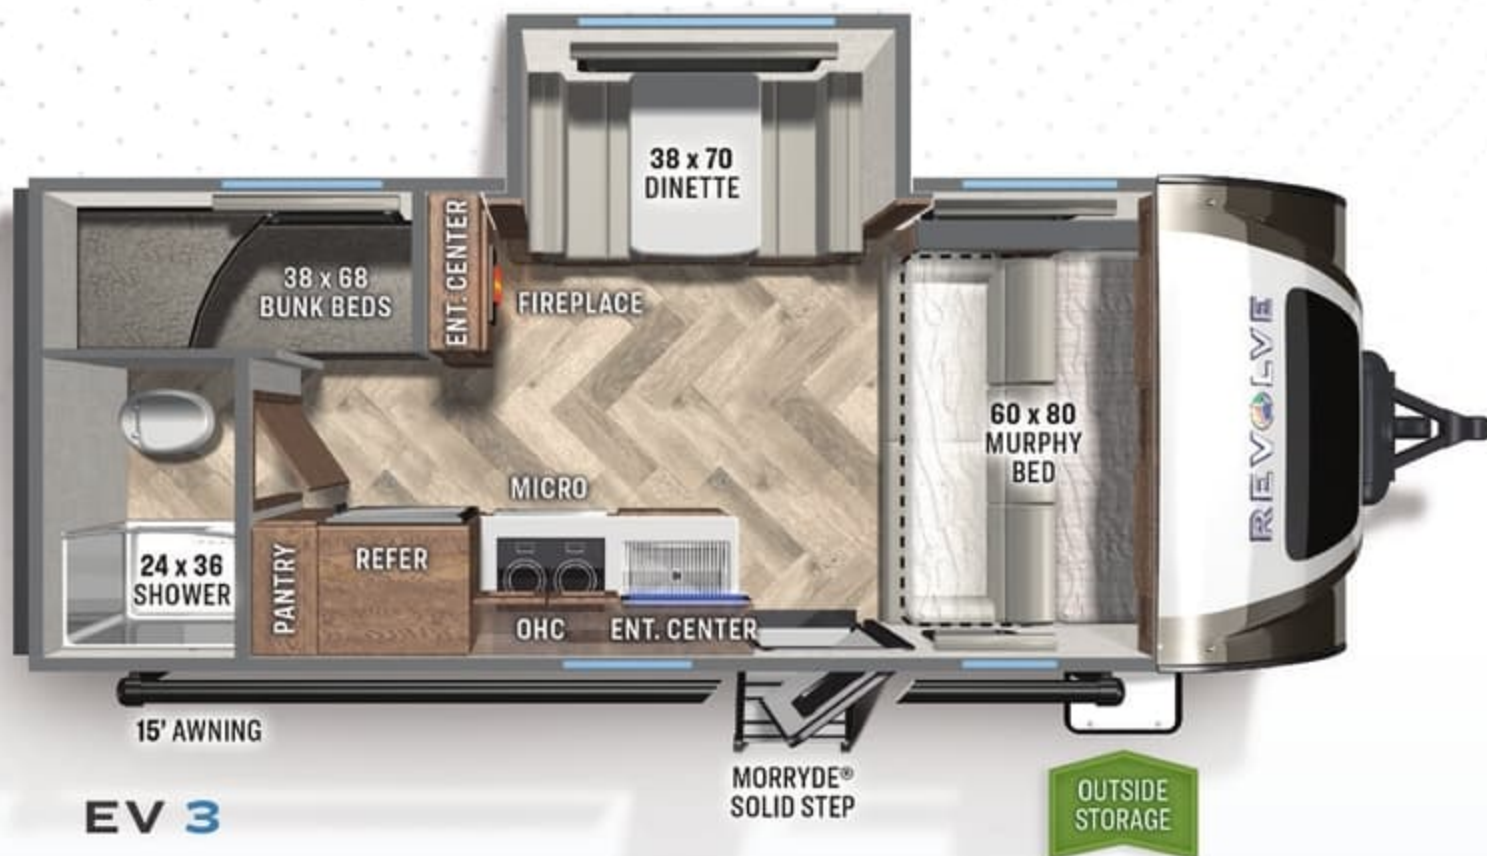 38 x 70
DINETTE
ENT. CENTER
38 x 68
BUNK BEDS
FIREPLACE
REVOLVE
60 x 80
MURPHY
BED
MICRO
24 x 36
SHOWER
PANTRY
REFER
OHC
ENT. CENTER
15' AWNING
MORRYDE®
SOLID STEP
OUTSIDE
STORAGE
EV 3